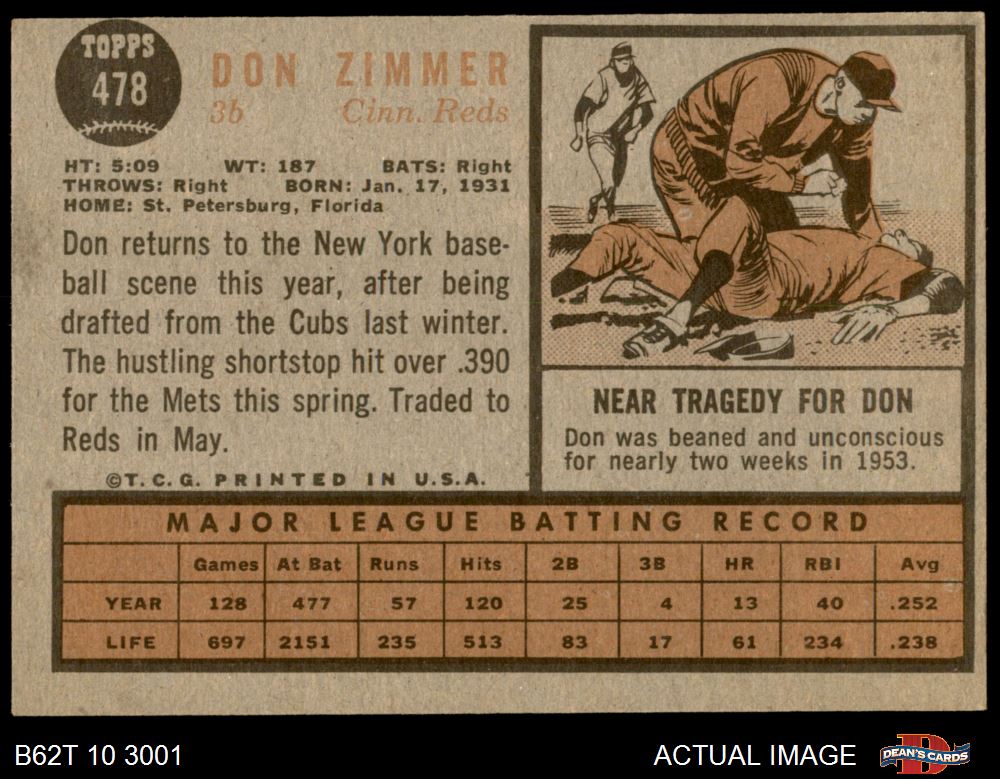 TOPPS
478
DON ZIMMER
3b Cinn. Reds
HT: 5:09 WT: 187 BATS: Right
THROWS: Right BORN: Jan. 17, 1931
HOME: St. Petersburg, Florida
Don returns to the New York base-
ball scene this year, after being
drafted from the Cubs last winter.
The hustling shortstop hit over .390
for the Mets this spring. Traded to
Reds in May.
©T.C.G. PRINTED IN U.S.A.
NEAR TRAGEDY FOR DON
Don was beaned and unconscious
for nearly two weeks in 1953.
MAJOR LEAGUE BATTING RECORD
Games At Bat Runs Hits 2B 3B HR RBI Avg
YEAR 128 477 57 120 25 4 13 40 .252
LIFE 697 2151 235 513 83 17 61 234 .238
B62T 10 3001
ACTUAL IMAGE
D
DEAN'S CARDS